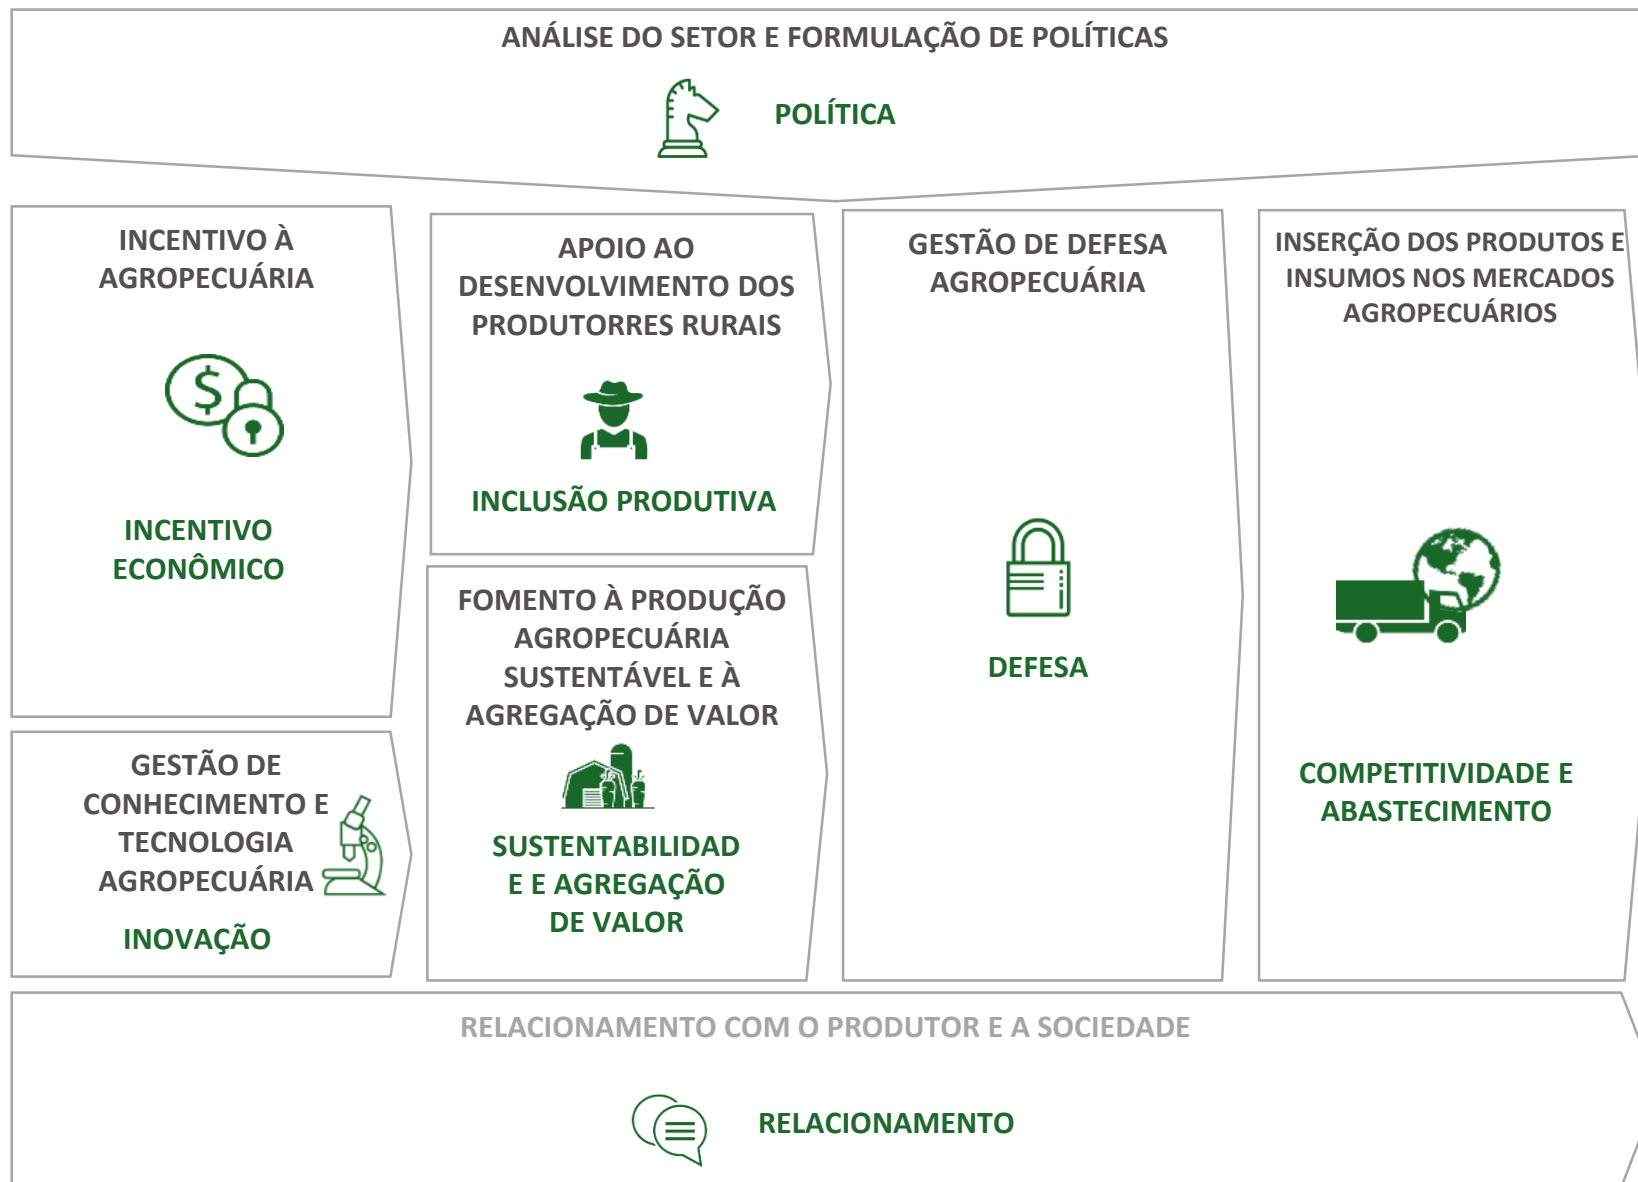 ANÁLISE DO SETOR E FORMULAÇÃO DE POLÍTICAS
POLÍTICA
INCENTIVO À
AGROPECUÁRIA
$
INCENTIVO
ECONÔMICO
GESTÃO DE
CONHECIMENTO E
TECNOLOGIA
AGROPECUÁRIA
INOVAÇÃO
APOIO AO
DESENVOLVIMENTO DOS
PRODUTORRES RURAIS
INCLUSÃO PRODUTIVA
FOMENTO À PRODUÇÃO
AGROPECUÁRIA
SUSTENTÁVEL E À
AGREGAÇÃO DE VALOR
SUSTENTABILIDAD
E E AGREGAÇÃO
DE VALOR
GESTÃO DE DEFESA
AGROPECUÁRIA
DEFESA
INSERÇÃO DOS PRODUTOS E
INSUMOS NOS MERCADOS
AGROPECUÁRIOS
COMPETITIVIDADE E
ABASTECIMENTO
RELACIONAMENTO COM O PRODUTOR E A SOCIEDADE
RELACIONAMENTO